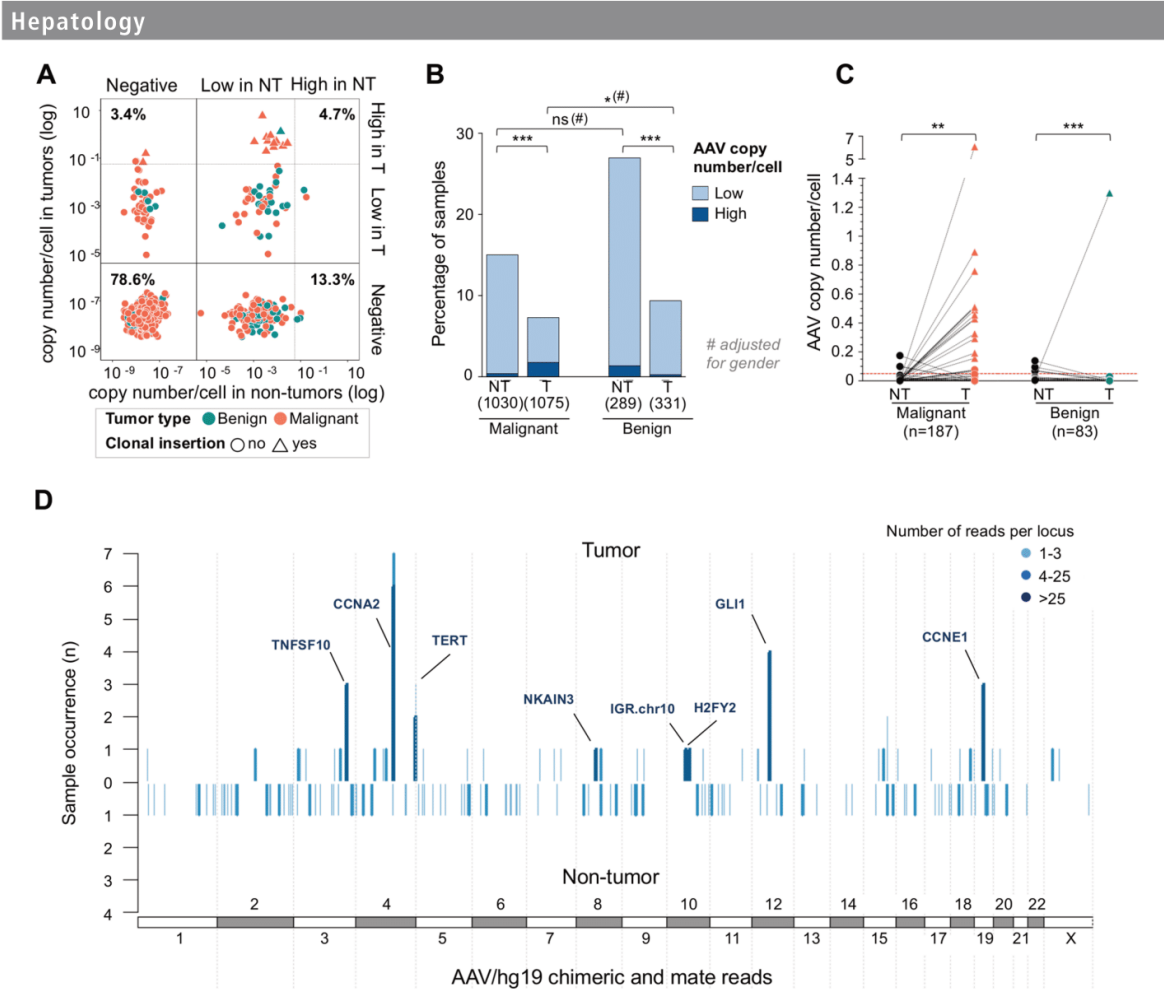 Hepatology
A
Negative Low in NT High in NT
copy number/cell in tumors (log)
10
10 -1
10 -3
10 -5
10 -7
10 -9
3.4%
4.7%
78.6%
13.3%
High in T
Low in T
Negative
10 -9 10 -7 10 -5 10 -3 10 -1 10
copy number/cell in non-tumors (log)
Tumor type Benign Malignant
Clonal insertion no yes
B
Percentage of samples
30
20
10
0
*(#)
ns (#)
***
***
AAV copy
number/cell
Low
High
# adjusted
for gender
NT T NT T
(1030)(1075) (289) (331)
Malignant Benign
C
AAV copy number/cell
7
5
1.4
1.2
1
0.8
0.6
0.4
0.2
0
**
***
NT T NT T
Malignant Benign
(n=187) (n=83)
D
Number of reads per locus
1-3
4-25
>25
Tumor
Sample occurrence (n)
7
6
5
4
3
2
1
0
1
2
3
4
TNFSF10
CCNA2
TERT
NKAIN3
IGR.chr10
H2FY2
GLI1
CCNE1
Non-tumor
2 4 6 8 10 12 14 16 18 20 22
1 3 5 7 9 11 13 15 17 19 21 X
AAV/hg19 chimeric and mate reads